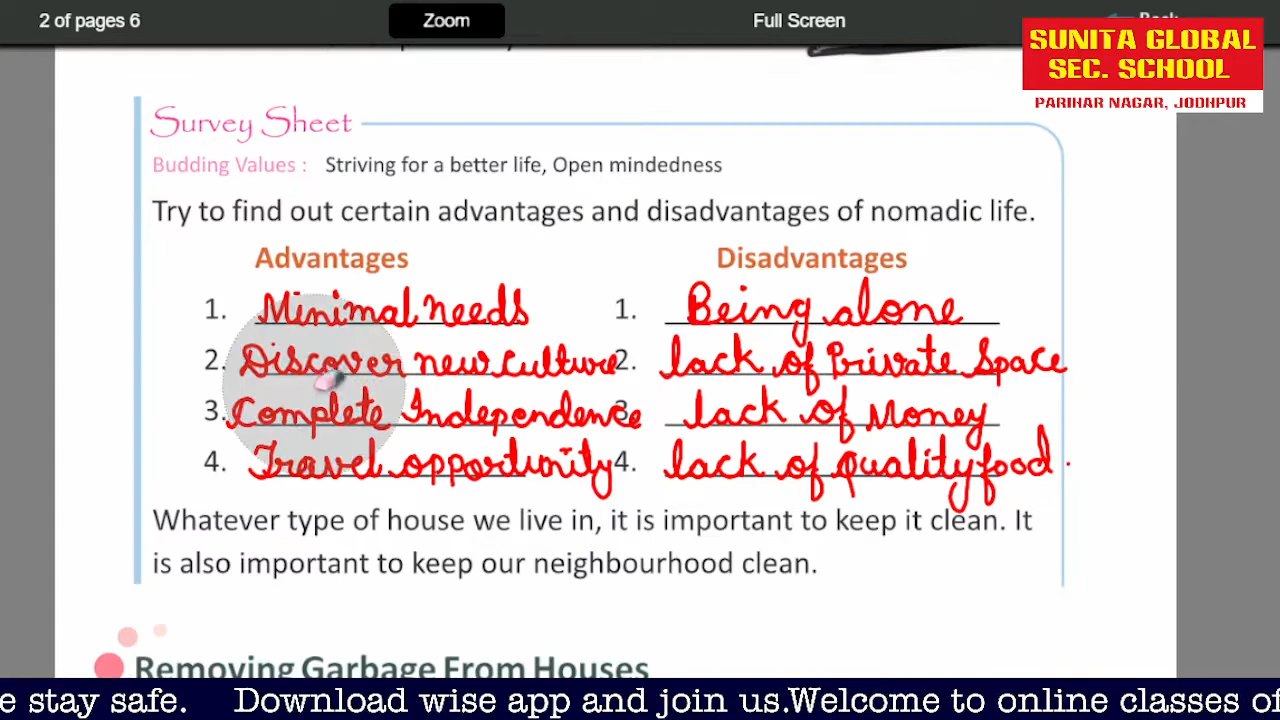 2 of pages 6 Zoom Full Screen Back
SUNITA GLOBAL
SEC. SCHOOL
PARIHAR NAGAR, JODHPUR
Survey Sheet
Budding Values : Striving for a better life, Open mindedness
Try to find out certain advantages and disadvantages of nomadic life.
Advantages Disadvantages
1. Minimal needs 1. Being alone
2. Discover new culture 2. lack of Private Space
3. Complete Independence 3. lack of Money
4. Travel opportunity 4. lack of quality food.
Whatever type of house we live in, it is important to keep it clean. It
is also important to keep our neighbourhood clean.
Removing Garbage From Houses
e stay safe. Download wise app and join us.Welcome to online classes of